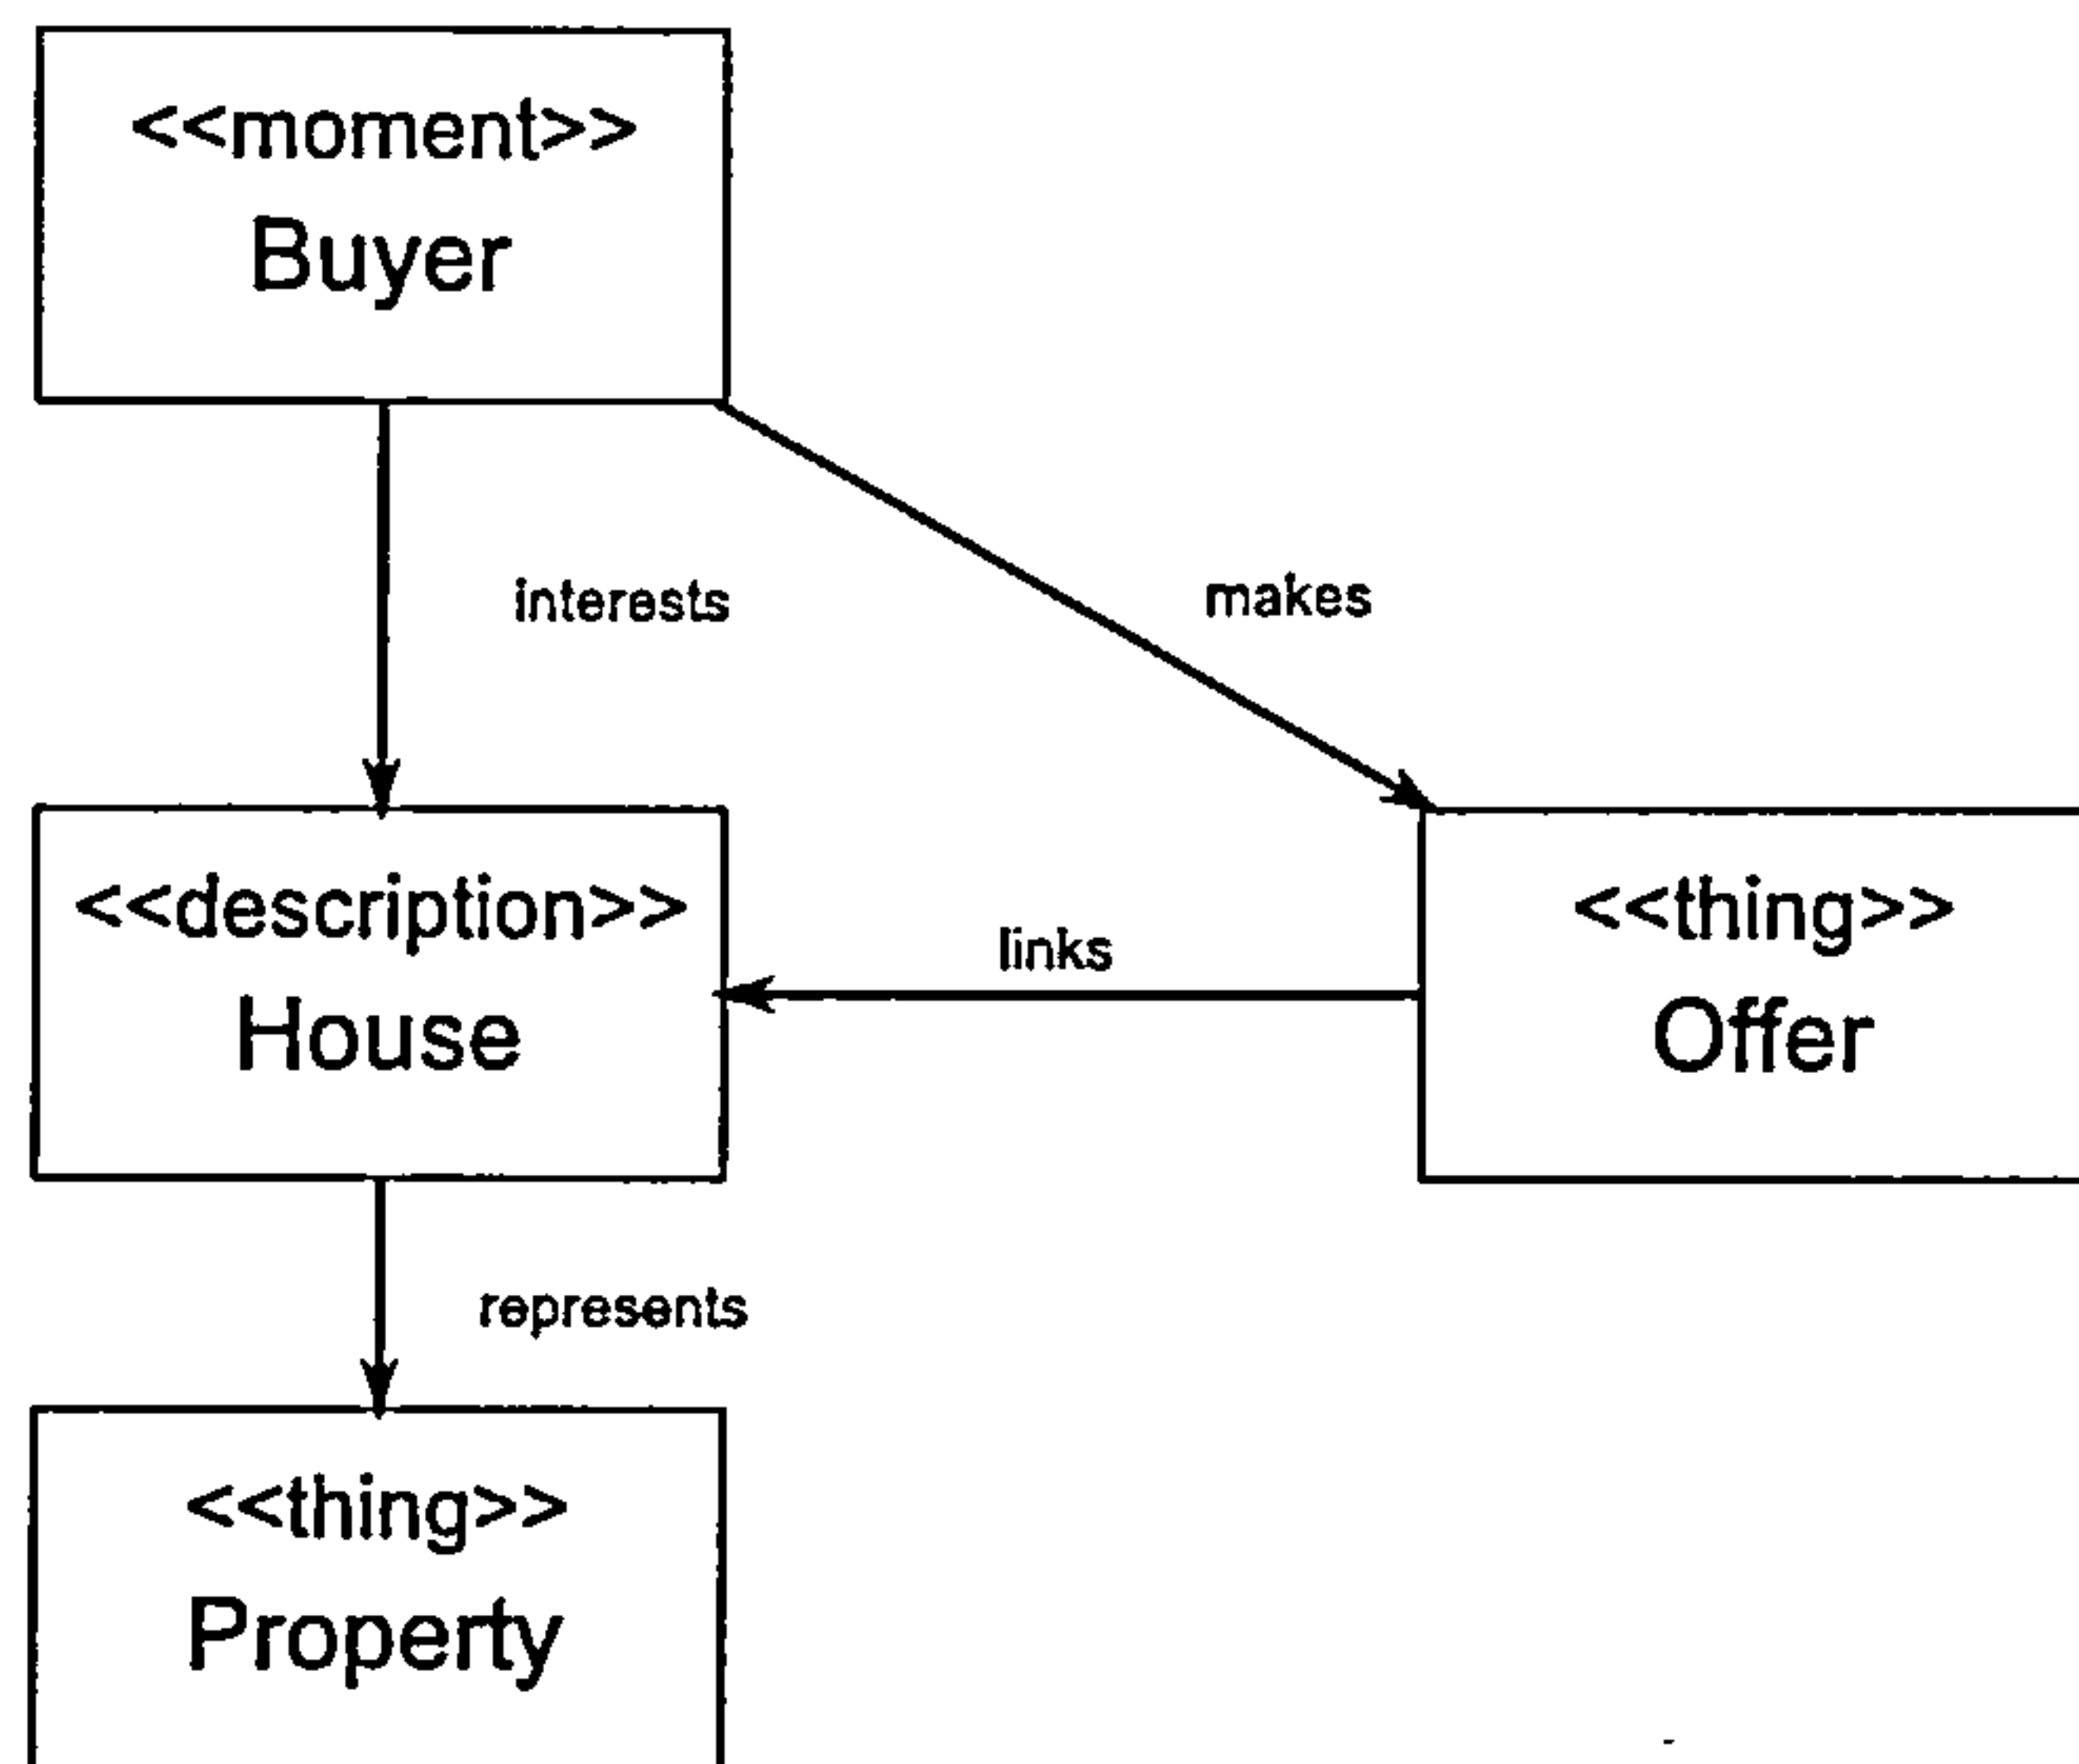 <<moment>>
Buyer
interests
makes
<<description>>
House
links
<<thing>>
Offer
represents
<<thing>>
Property